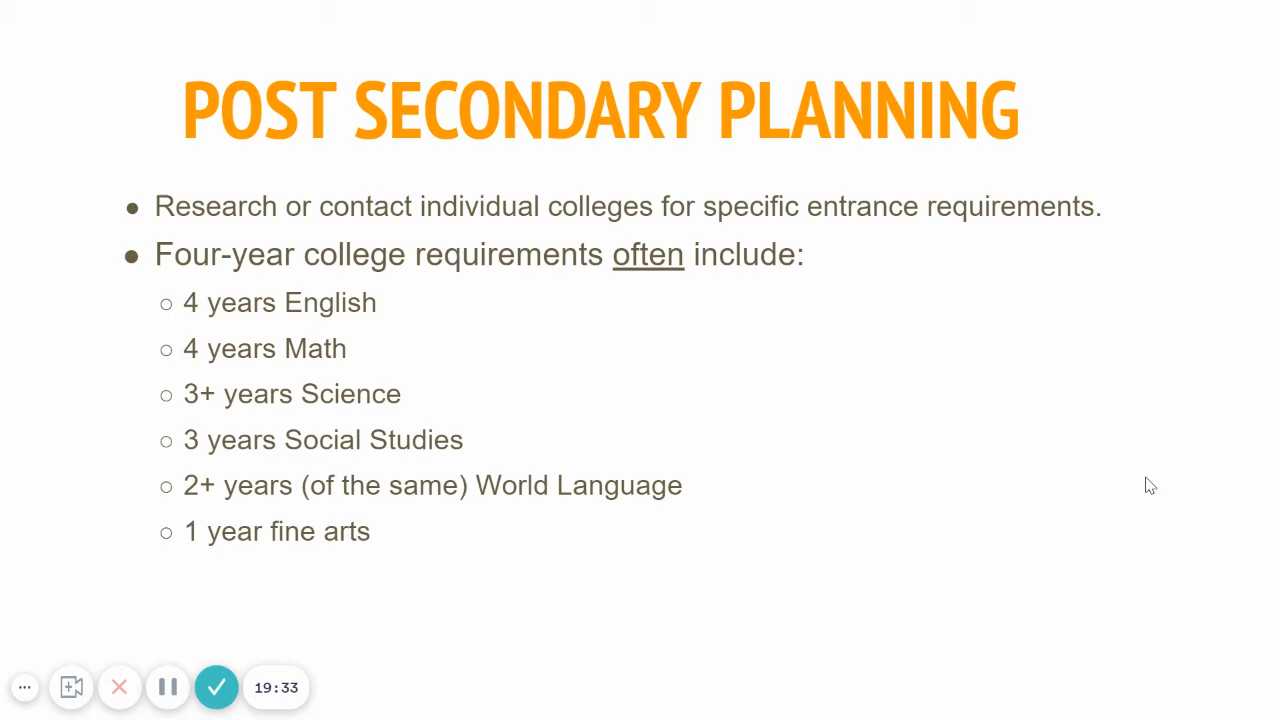 POST SECONDARY PLANNING
● Research or contact individual colleges for specific entrance requirements.
● Four-year college requirements often include:
○ 4 years English
○ 4 years Math
○ 3+ years Science
○ 3 years Social Studies
○ 2+ years (of the same) World Language
○ 1 year fine arts
19:33